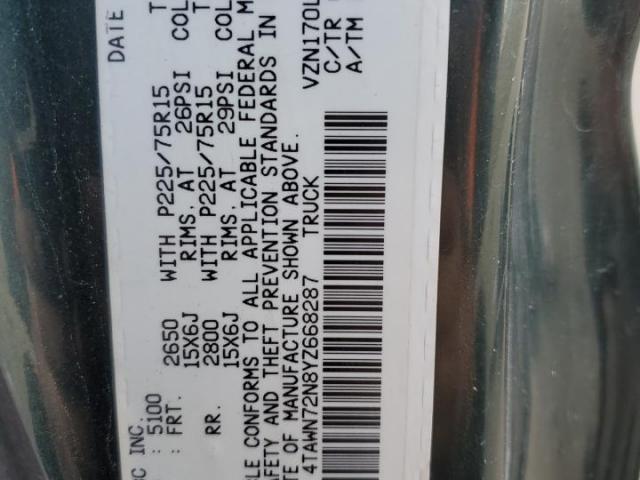 DATE
BC INC.
: 5100
: FRT. 2650 WITH P225/75R15
15X6J RIMS. AT 26PSI COL
RR. 2800 WITH P225/75R15
15X6J RIMS. AT 29PSI COL
CONFORMS TO ALL APPLICABLE FEDERAL
AND THEFT PREVENTION STANDARDS IN
OF MANUFACTURE SHOWN ABOVE.
4TAWN72N8YZ668287 TRUCK
VZN170L
C/TR
A/TM